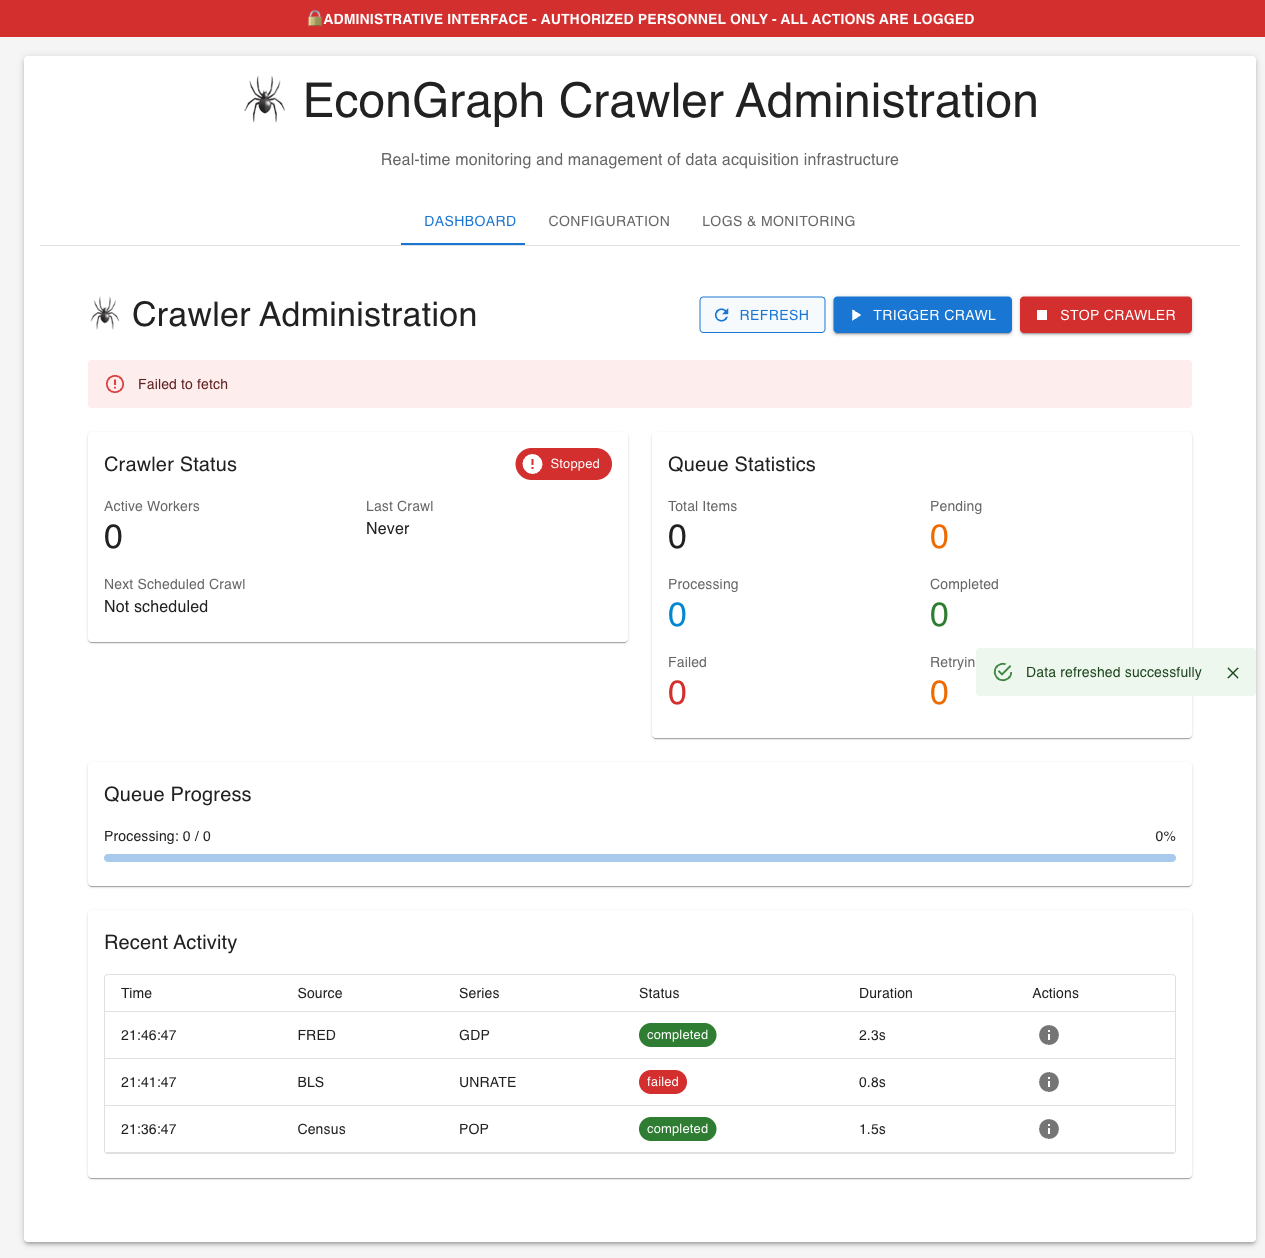 ADMINISTRATIVE INTERFACE - AUTHORIZED PERSONNEL ONLY - ALL ACTIONS ARE LOGGED
EconGraph Crawler Administration
Real-time monitoring and management of data acquisition infrastructure
DASHBOARD CONFIGURATION LOGS & MONITORING
Crawler Administration REFRESH TRIGGER CRAWL STOP CRAWLER
Failed to fetch
Crawler Status Stopped
Active Workers Last Crawl
0 Never
Next Scheduled Crawl
Not scheduled
Queue Statistics
Total Items Pending
0 0
Processing Completed
0 0
Failed Retryin
0 0
Data refreshed successfully
Queue Progress
Processing: 0 / 0 0%
Recent Activity
Time Source Series Status Duration Actions
21:46:47 FRED GDP completed 2.3s
21:41:47 BLS UNRATE failed 0.8s
21:36:47 Census POP completed 1.5s